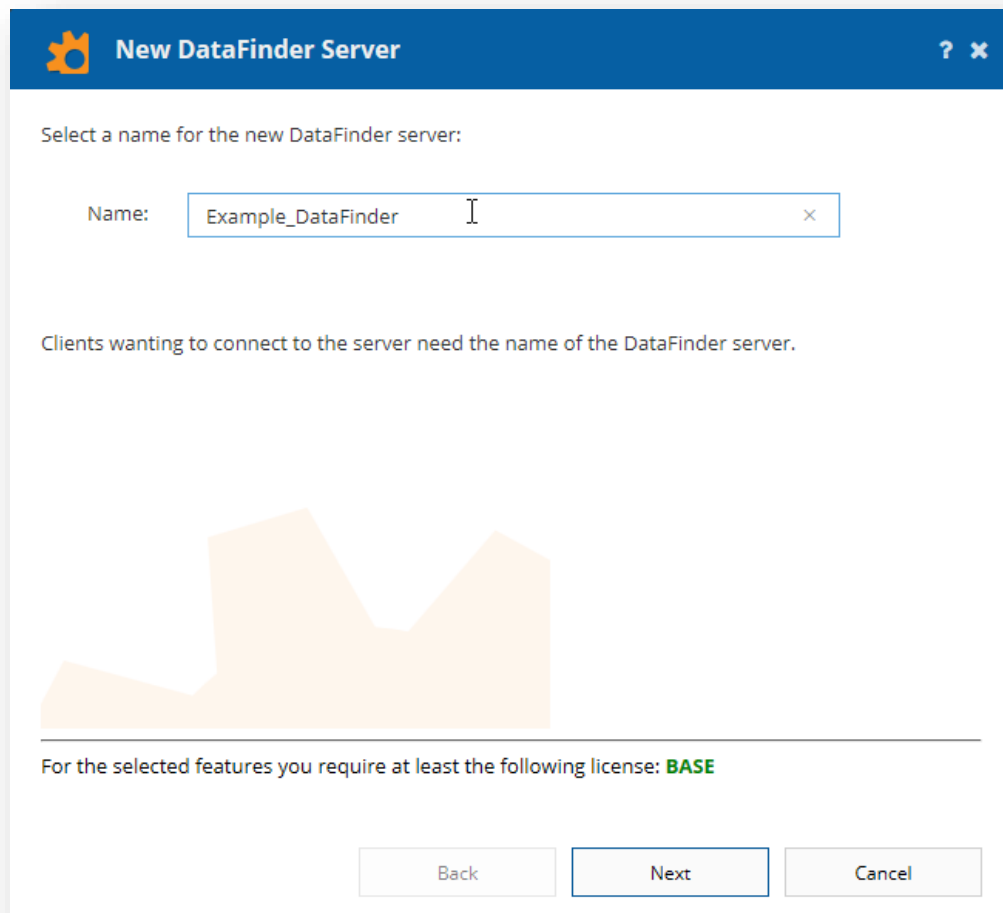 New DataFinder Server
? ×
Select a name for the new DataFinder server:
Name: Example_DataFinder ×
Clients wanting to connect to the server need the name of the DataFinder server.
For the selected features you require at least the following license: BASE
Back Next Cancel